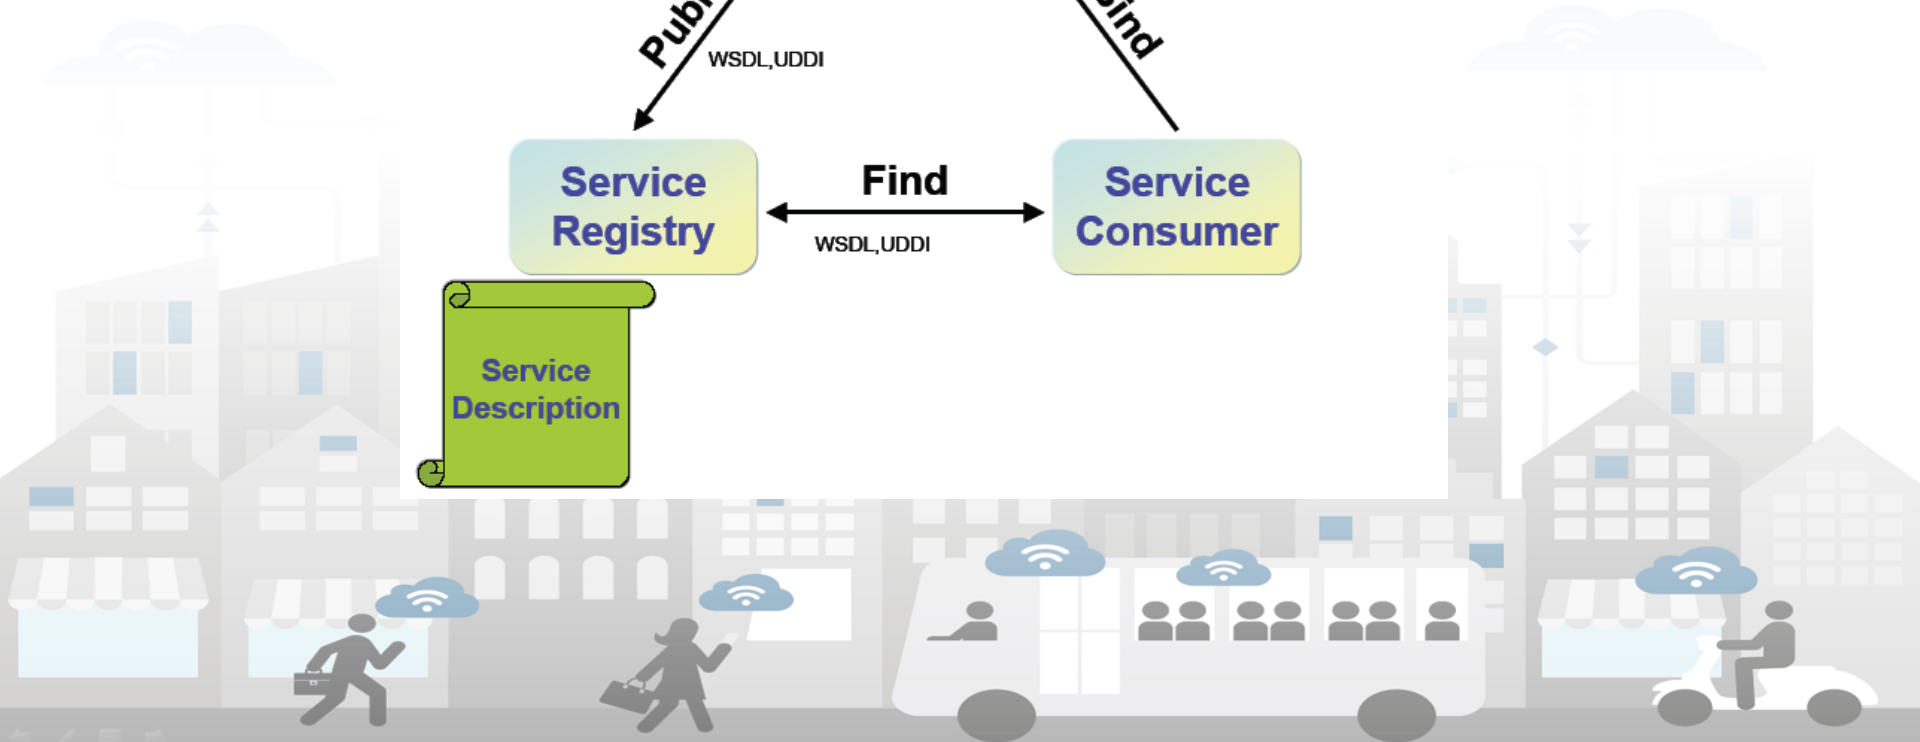 WSDL,UDDI
Service
Registry
Find
WSDL,UDDI
Service
Consumer
Service
Description